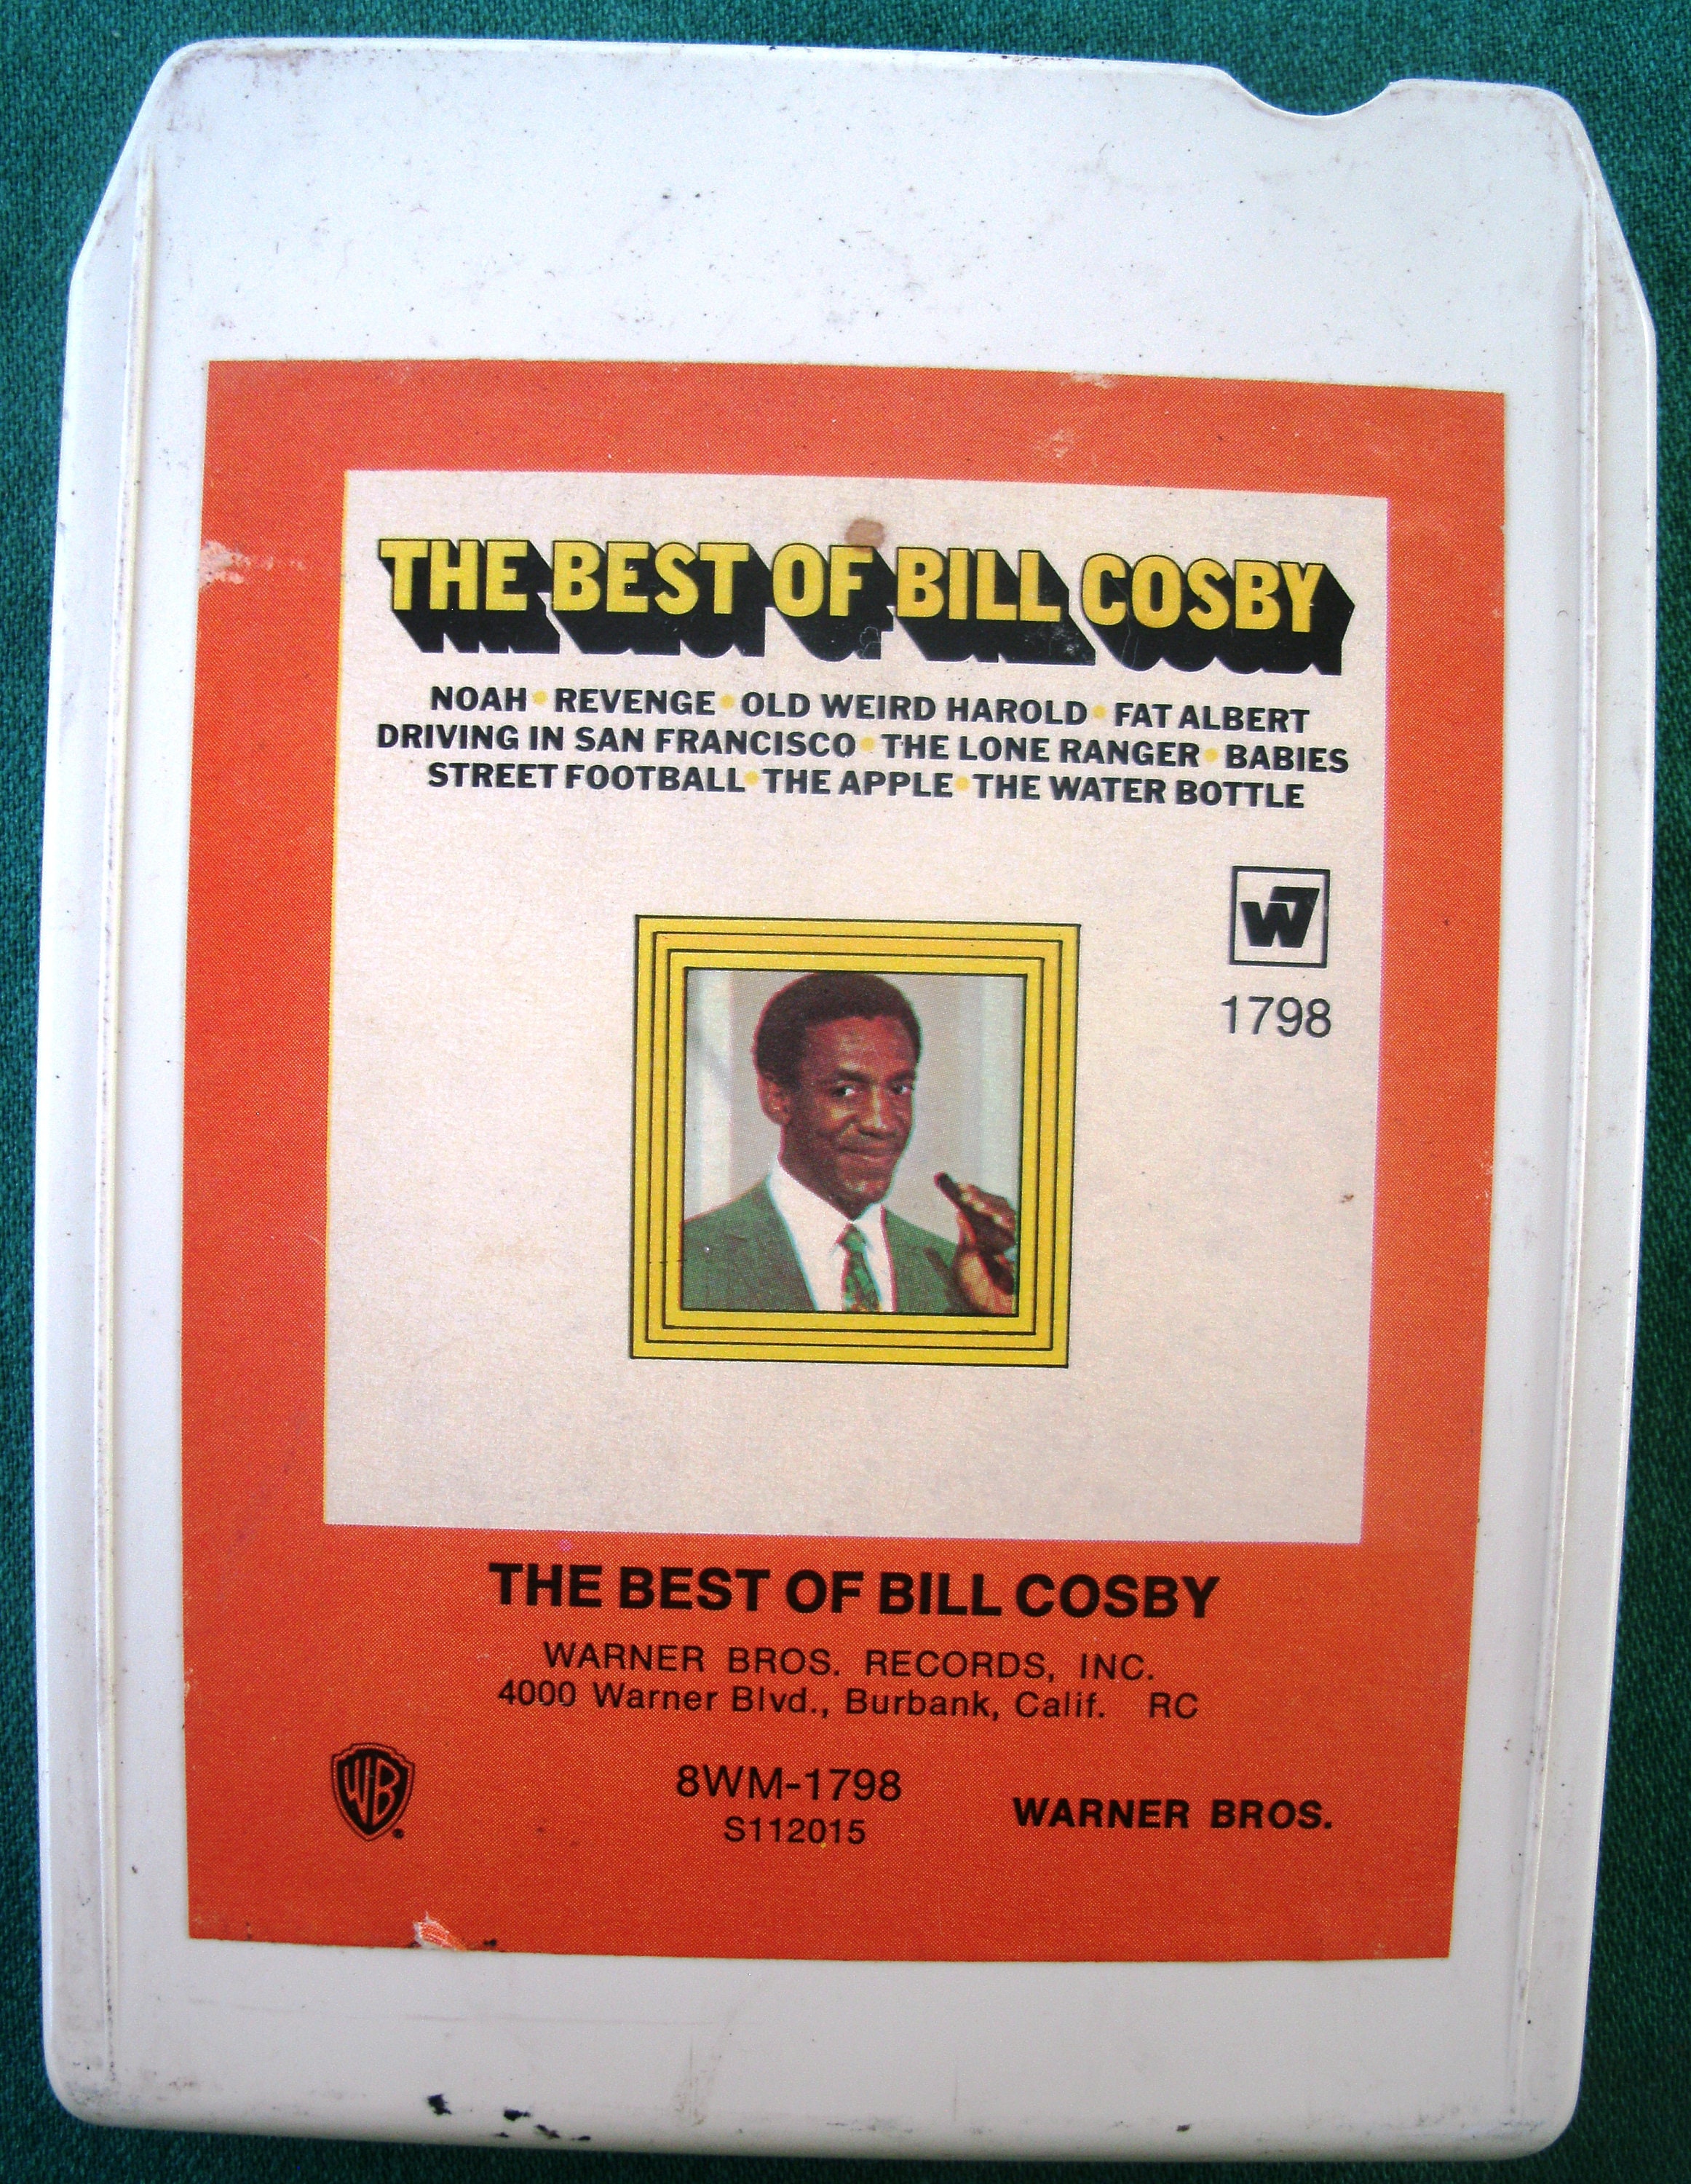 THE BEST OF BILL COSBY
NOAH • REVENGE • OLD WEIRD HAROLD • FAT ALBERT
DRIVING IN SAN FRANCISCO • THE LONE RANGER • BABIES
STREET FOOTBALL • THE APPLE • THE WATER BOTTLE
W7
1798
THE BEST OF BILL COSBY
WARNER BROS. RECORDS, INC.
4000 Warner Blvd., Burbank, Calif. RC
WB
8WM-1798
S112015
WARNER BROS.